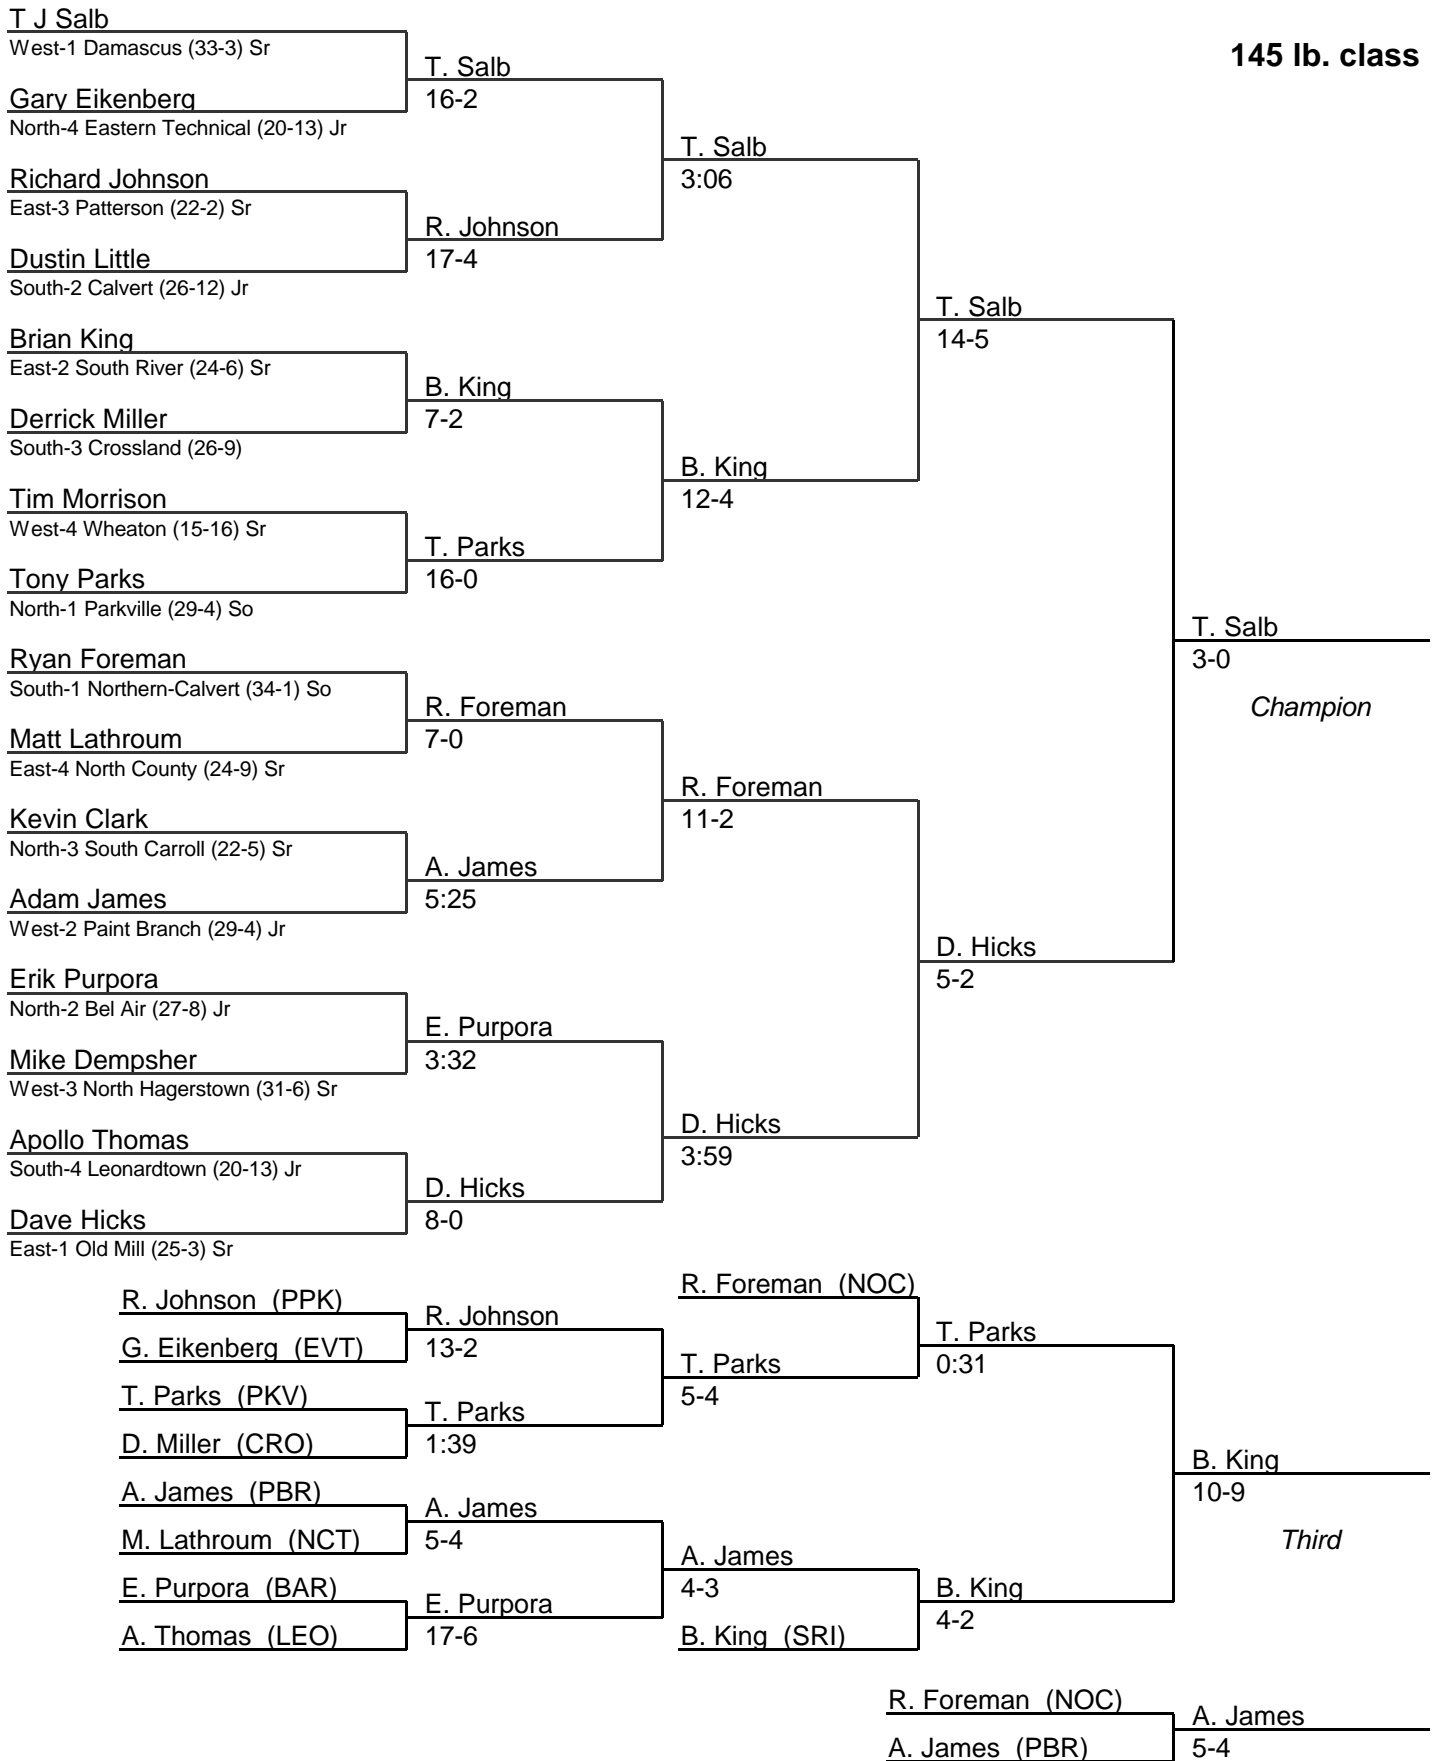 145 lb. class
T J Salb
West-1 Damascus (33-3) Sr
Gary Eikenberg
North-4 Eastern Technical (20-13) Jr
Richard Johnson
East-3 Patterson (22-2) Sr
Dustin Little
South-2 Calvert (26-12) Jr
Brian King
East-2 South River (24-6) Sr
Derrick Miller
South-3 Crossland (26-9)
Tim Morrison
West-4 Wheaton (15-16) Sr
Tony Parks
North-1 Parkville (29-4) So
Ryan Foreman
South-1 Northern-Calvert (34-1) So
Matt Lathroum
East-4 North County (24-9) Sr
Kevin Clark
North-3 South Carroll (22-5) Sr
Adam James
West-2 Paint Branch (29-4) Jr
Erik Purpora
North-2 Bel Air (27-8) Jr
Mike Dempsher
West-3 North Hagerstown (31-6) Sr
Apollo Thomas
South-4 Leonardtown (20-13) Jr
Dave Hicks
East-1 Old Mill (25-3) Sr
T. Salb
16-2
R. Johnson
17-4
B. King
7-2
T. Parks
16-0
R. Foreman
7-0
A. James
5:25
E. Purpora
3:32
D. Hicks
8-0
T. Salb
3:06
B. King
12-4
R. Foreman
11-2
D. Hicks
3:59
T. Salb
14-5
D. Hicks
5-2
T. Salb
3-0
Champion
R. Johnson (PPK)
G. Eikenberg (EVT)
T. Parks (PKV)
D. Miller (CRO)
A. James (PBR)
M. Lathroum (NCT)
E. Purpora (BAR)
A. Thomas (LEO)
R. Johnson
13-2
T. Parks
1:39
A. James
5-4
E. Purpora
17-6
R. Foreman (NOC)
T. Parks
5-4
A. James
4-3
B. King (SRI)
T. Parks
0:31
B. King
4-2
B. King
10-9
Third
R. Foreman (NOC)
A. James (PBR)
A. James
5-4